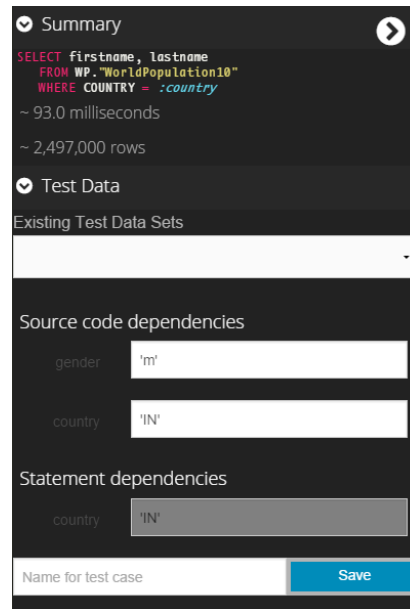 Summary
SELECT firstname, lastname
FROM WP."WorldPopulation10"
WHERE COUNTRY = :country
~ 93.0 milliseconds
~ 2,497,000 rows
Test Data
Existing Test Data Sets
Source code dependencies
gender 'm'
country 'IN'
Statement dependencies
country 'IN'
Name for test case Save